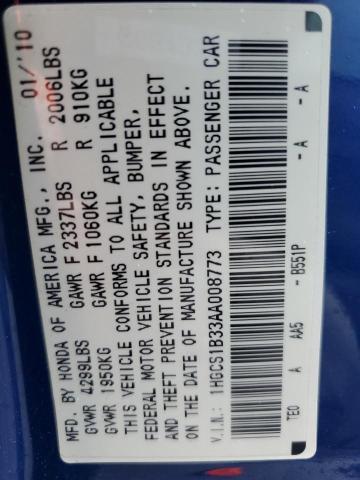 MFD. BY HONDA OF AMERICA MFG., INC. 01/'10
GVWR 4299LBS GAWR F 2337LBS R 2006LBS
GVWR 1950KG GAWR F 1060KG R 910KG
THIS VEHICLE CONFORMS TO ALL APPLICABLE
FEDERAL MOTOR VEHICLE SAFETY, BUMPER,
AND THEFT PREVENTION STANDARDS IN EFFECT
ON THE DATE OF MANUFACTURE SHOWN ABOVE.
V.I.N.: 1HGCS1B33AA008773 TYPE: PASSENGER CAR
TE0 A AA5 - B551P - A - A